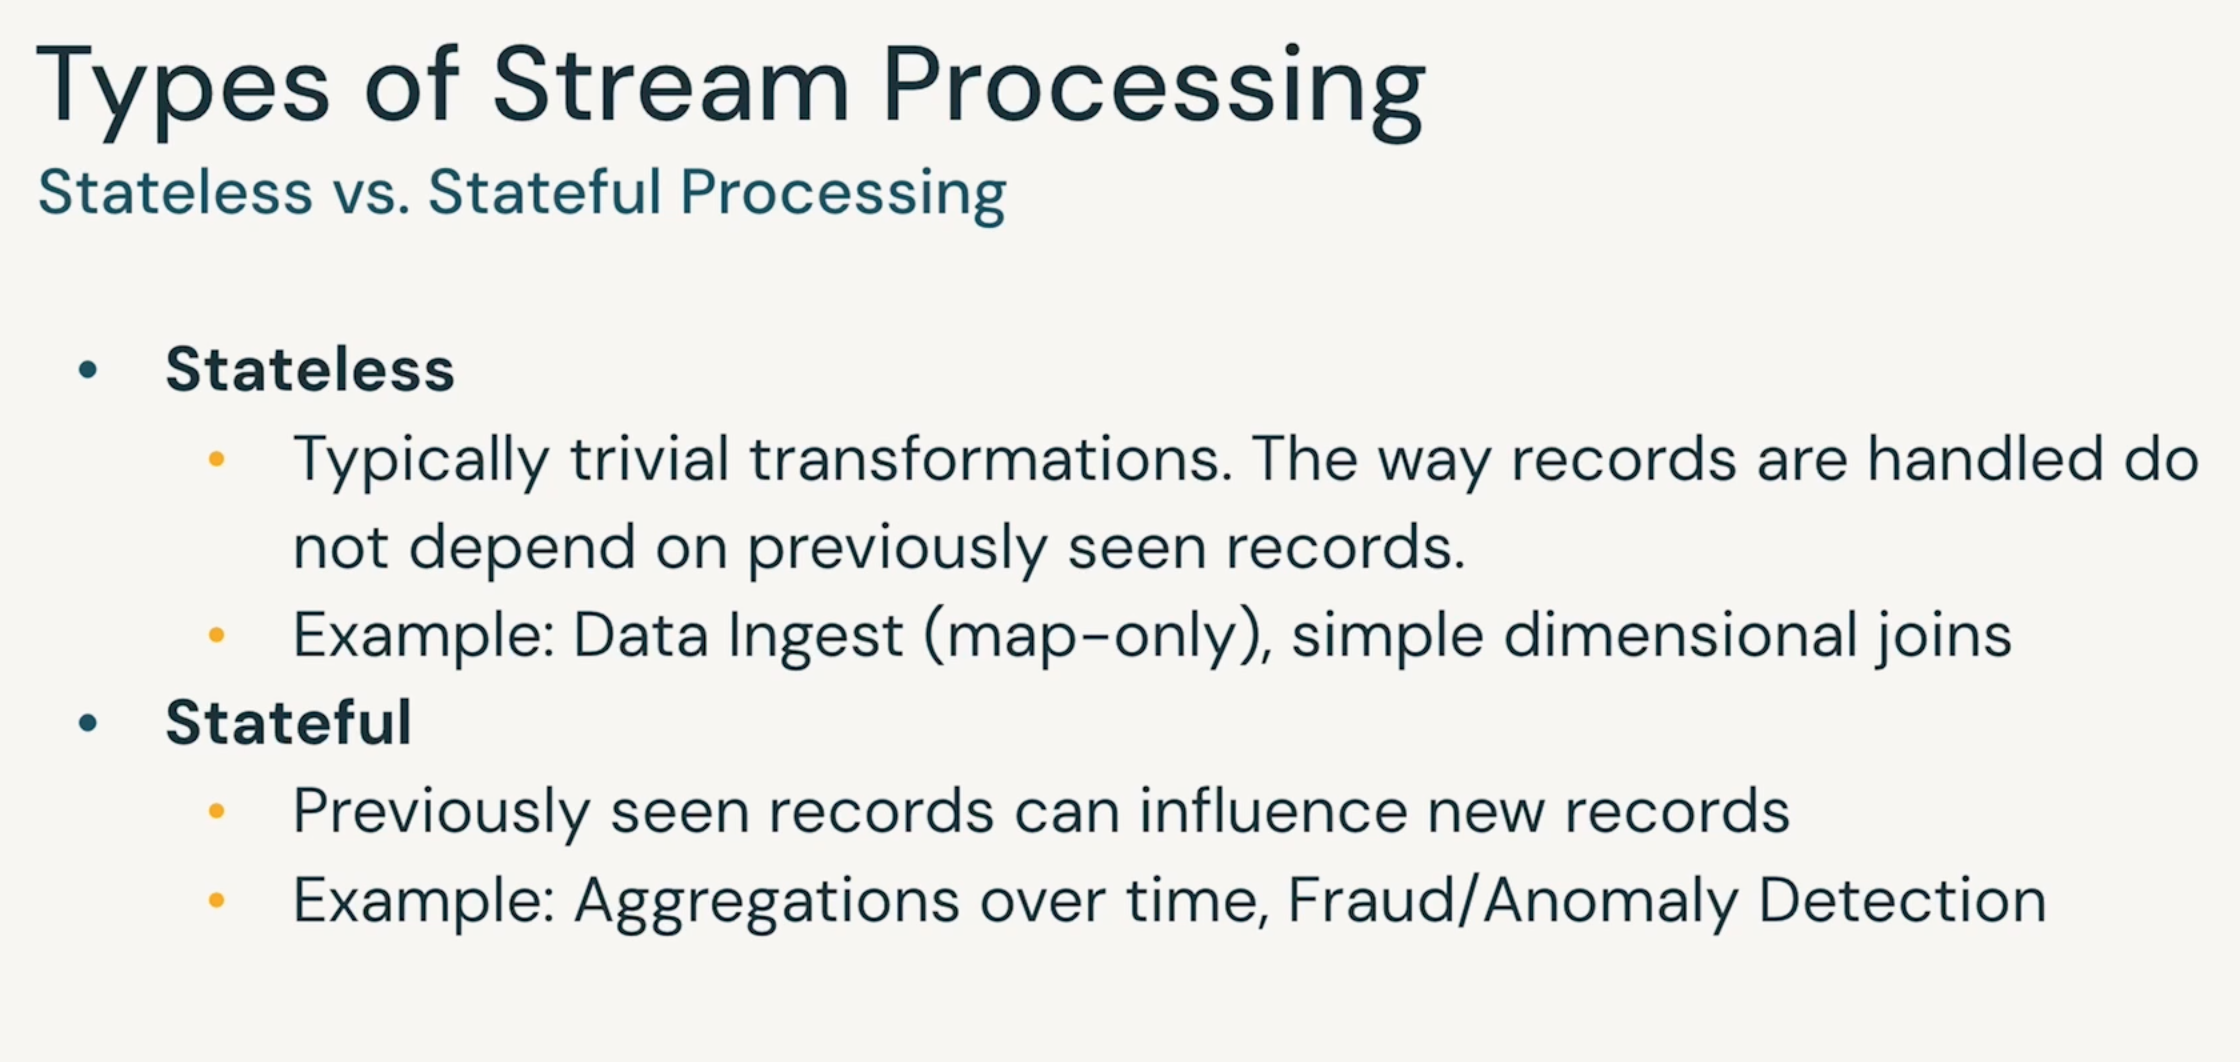 Types of Stream Processing
Stateless vs. Stateful Processing
• Stateless
• Typically trivial transformations. The way records are handled do
not depend on previously seen records.
• Example: Data Ingest (map-only), simple dimensional joins
• Stateful
• Previously seen records can influence new records
• Example: Aggregations over time, Fraud/Anomaly Detection